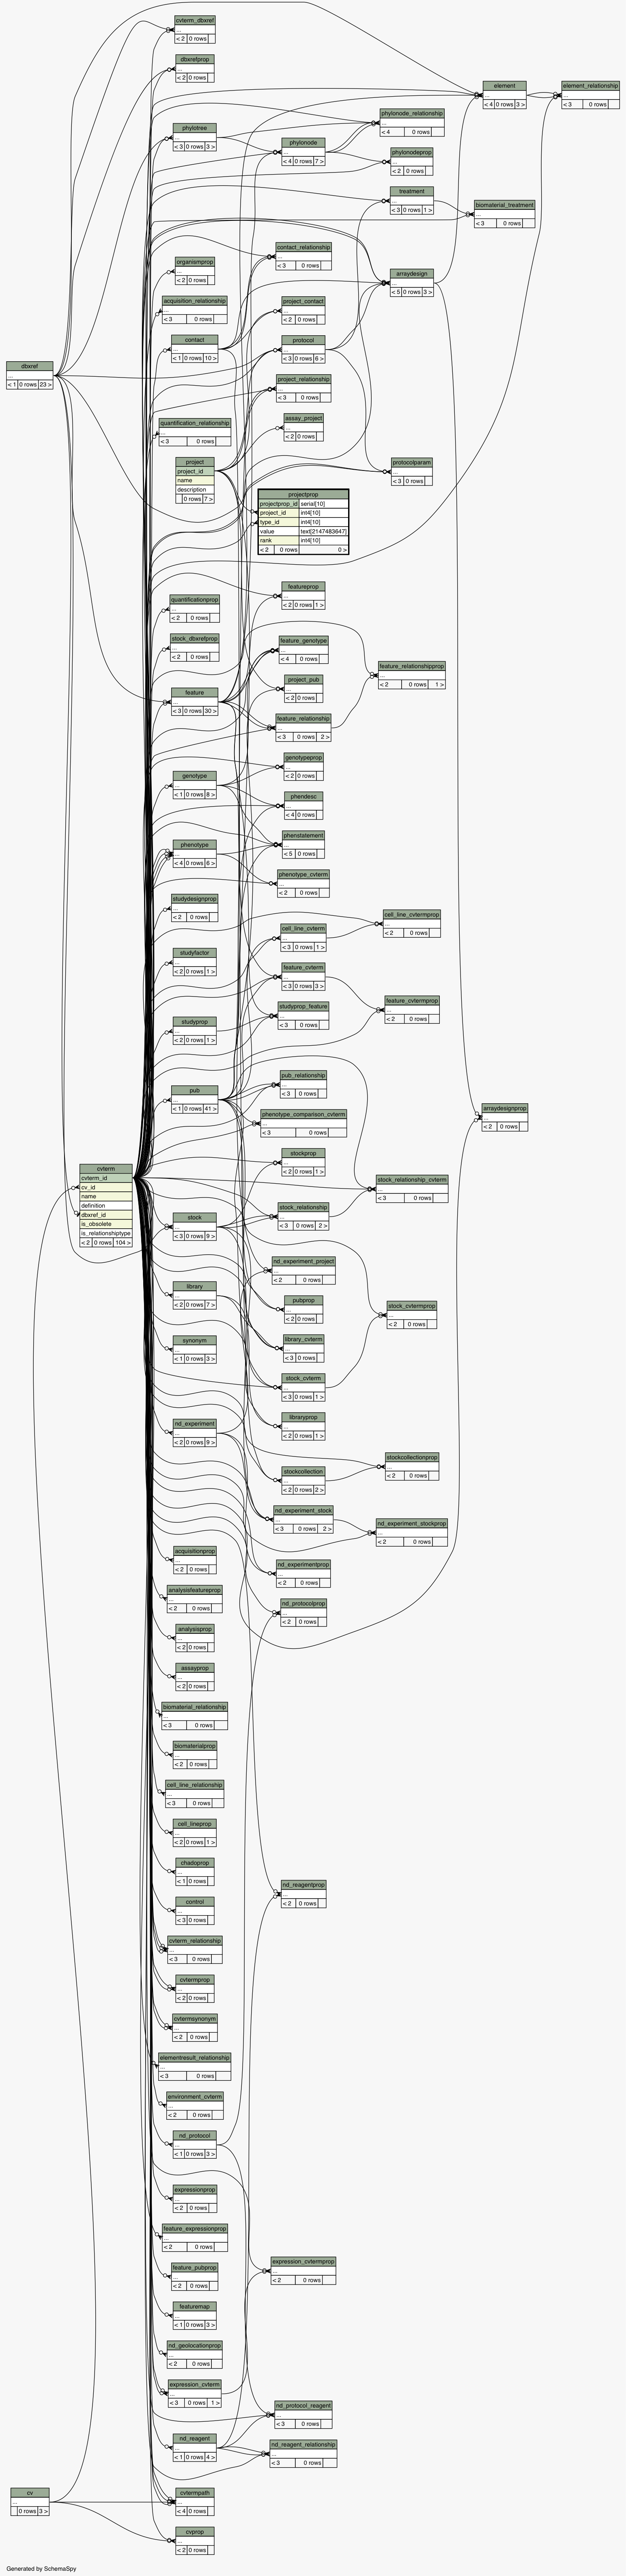 cvterm_dbxref
...
< 2 0 rows
dbxrefprop
...
< 2 0 rows
element
...
< 4 0 rows 3 >
element_relationship
...
< 3 0 rows
phylonode_relationship
...
< 4 0 rows
phylotree
...
< 3 0 rows 3 >
phylonode
...
< 4 0 rows 7 >
phylonodeprop
...
< 2 0 rows
treatment
...
< 3 0 rows 1 >
biomaterial_treatment
...
< 3 0 rows
contact_relationship
...
< 3 0 rows
organismprop
...
< 2 0 rows
arraydesign
...
< 5 0 rows 3 >
acquisition_relationship
...
< 3 0 rows
project_contact
...
< 2 0 rows
contact
...
< 1 0 rows 10 >
protocol
...
< 3 0 rows 6 >
dbxref
...
< 1 0 rows 23 >
project_relationship
...
< 3 0 rows
quantification_relationship
...
< 3 0 rows
assay_project
...
< 2 0 rows
project
project_id
name
description
0 rows 7 >
protocolparam
...
< 3 0 rows
projectprop
projectprop_id serial[10]
project_id int4[10]
type_id int4[10]
value text[2147483647]
rank int4[10]
< 2 0 rows 0 >
featureprop
...
< 2 0 rows 1 >
quantificationprop
...
< 2 0 rows
stock_dbxrefprop
...
< 2 0 rows
feature_genotype
...
< 4 0 rows
feature_relationshipprop
...
< 2 0 rows 1 >
project_pub
...
< 2 0 rows
feature
...
< 3 0 rows 30 >
feature_relationship
...
< 3 0 rows 2 >
genotypeprop
...
< 2 0 rows
genotype
...
< 1 0 rows 8 >
phendesc
...
< 4 0 rows
phenstatement
...
< 5 0 rows
phenotype
...
< 4 0 rows 6 >
phenotype_cvterm
...
< 2 0 rows
studydesignprop
...
< 2 0 rows
cell_line_cvtermprop
...
< 2 0 rows
cell_line_cvterm
...
< 3 0 rows 1 >
studyfactor
...
< 2 0 rows 1 >
feature_cvterm
...
< 3 0 rows 3 >
feature_cvtermprop
...
< 2 0 rows
studyprop_feature
...
< 3 0 rows
studyprop
...
< 2 0 rows 1 >
pub_relationship
...
< 3 0 rows
pub
...
< 1 0 rows 41 >
phenotype_comparison_cvterm
...
< 3 0 rows
arraydesignprop
...
< 2 0 rows
stockprop
...
< 2 0 rows 1 >
cvterm
cvterm_id
cv_id
name
definition
dbxref_id
is_obsolete
is_relationshiptype
< 2 0 rows 104 >
stock_relationship_cvterm
...
< 3 0 rows
stock_relationship
...
< 3 0 rows 2 >
stock
...
< 3 0 rows 9 >
nd_experiment_project
...
< 2 0 rows
library
...
< 2 0 rows 7 >
pubprop
...
< 2 0 rows
stock_cvtermprop
...
< 2 0 rows
synonym
...
< 1 0 rows 3 >
library_cvterm
...
< 3 0 rows
stock_cvterm
...
< 3 0 rows 1 >
nd_experiment
...
< 2 0 rows 9 >
libraryprop
...
< 2 0 rows 1 >
stockcollectionprop
...
< 2 0 rows
stockcollection
...
< 2 0 rows 2 >
nd_experiment_stock
...
< 3 0 rows 2 >
nd_experiment_stockprop
...
< 2 0 rows
acquisitionprop
...
< 2 0 rows
nd_experimentprop
...
< 2 0 rows
analysisfeatureprop
...
< 2 0 rows
nd_protocolprop
...
< 2 0 rows
analysisprop
...
< 2 0 rows
assayprop
...
< 2 0 rows
biomaterial_relationship
...
< 3 0 rows
biomaterialprop
...
< 2 0 rows
cell_line_relationship
...
< 3 0 rows
cell_lineprop
...
< 2 0 rows 1 >
chadoprop
...
< 1 0 rows
nd_reagentprop
...
< 2 0 rows
control
...
< 3 0 rows
cvterm_relationship
...
< 3 0 rows
cvtermprop
...
< 2 0 rows
cvtermsynonym
...
< 2 0 rows
elementresult_relationship
...
< 3 0 rows
environment_cvterm
...
< 2 0 rows
nd_protocol
...
< 1 0 rows 3 >
expressionprop
...
< 2 0 rows
feature_expressionprop
...
< 2 0 rows
expression_cvtermprop
...
< 2 0 rows
feature_pubprop
...
< 2 0 rows
featuremap
...
< 1 0 rows 3 >
nd_geolocationprop
...
< 2 0 rows
expression_cvterm
...
< 3 0 rows 1 >
nd_protocol_reagent
...
< 3 0 rows
nd_reagent
...
< 1 0 rows 4 >
nd_reagent_relationship
...
< 3 0 rows
cv
...
0 rows 3 >
cvtermpath
...
< 4 0 rows
cvprop
...
< 2 0 rows
Generated by SchemaSpy